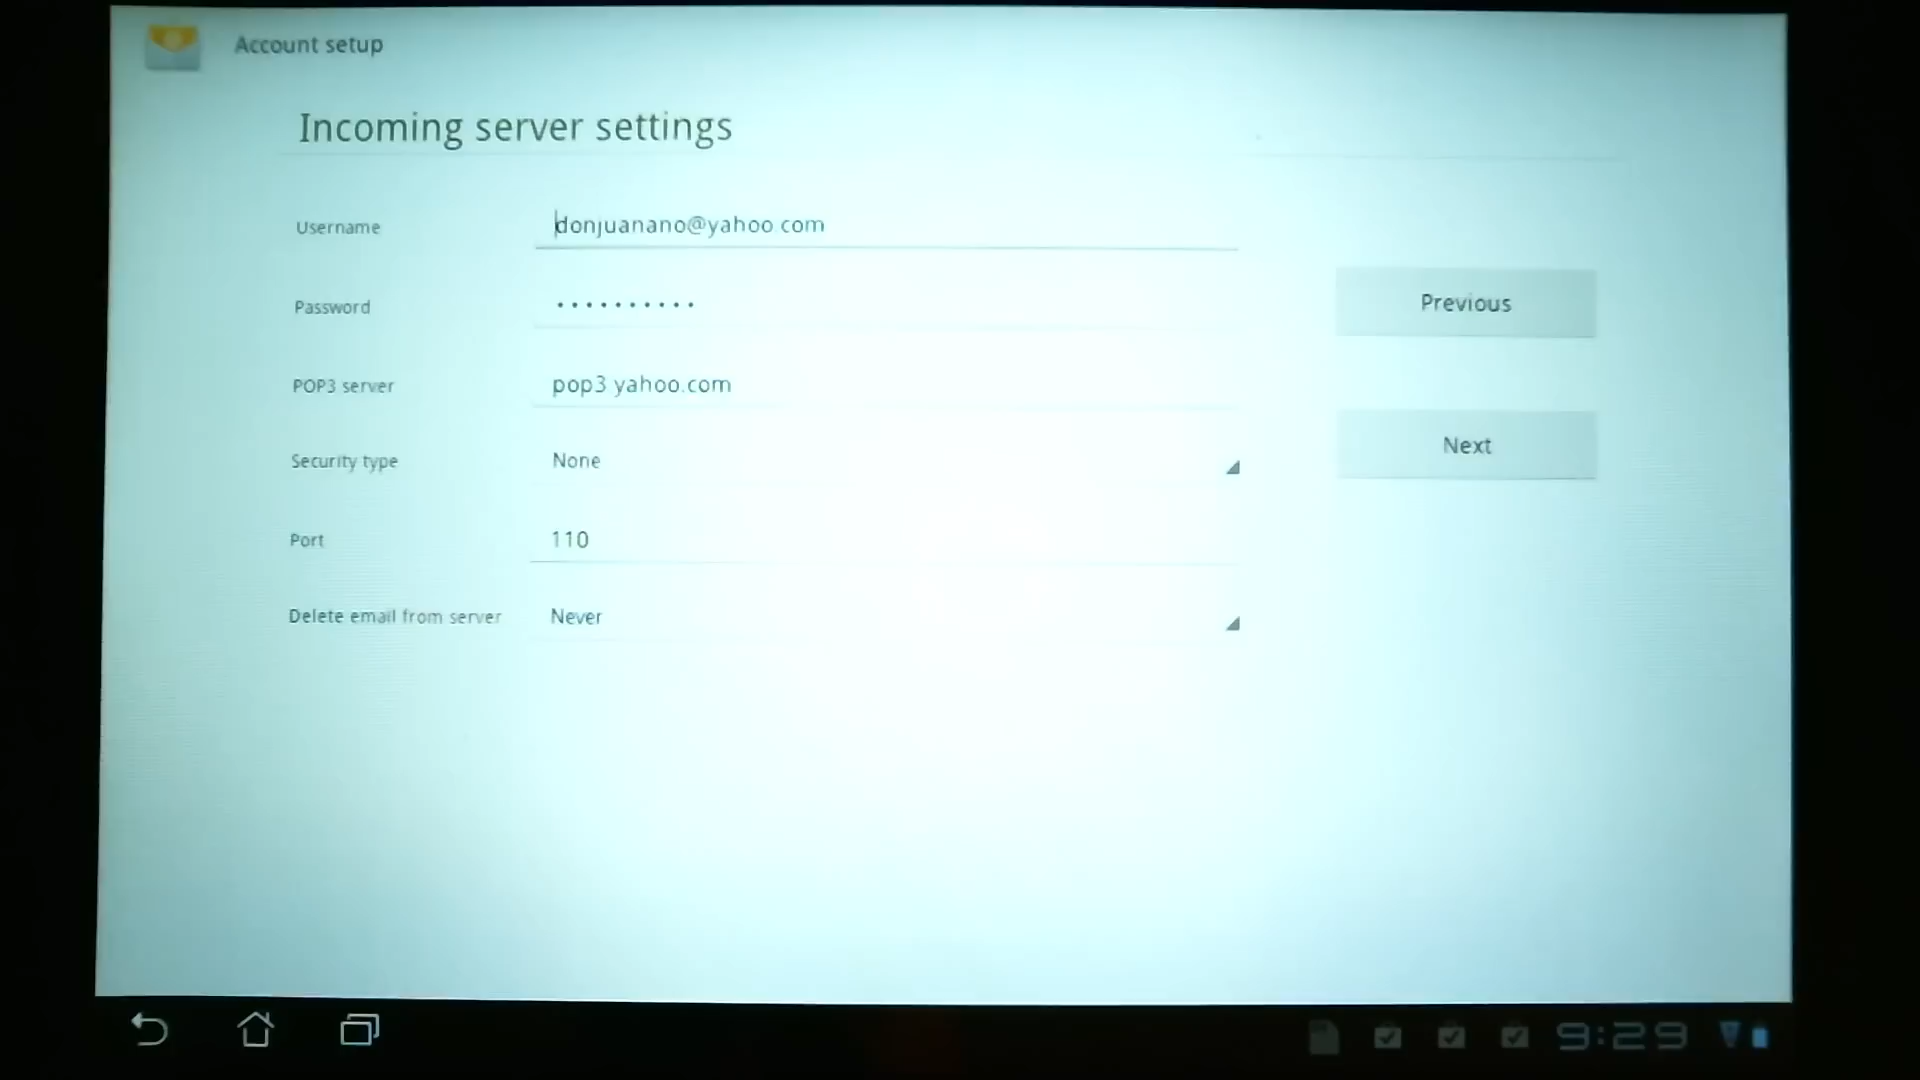 Account setup
Incoming server settings
Username donjuanano@yahoo.com
Password ••••••••••
POP3 server pop3.yahoo.com
Previous
Security type None
Next
Port 110
Delete email from server Never
9:29